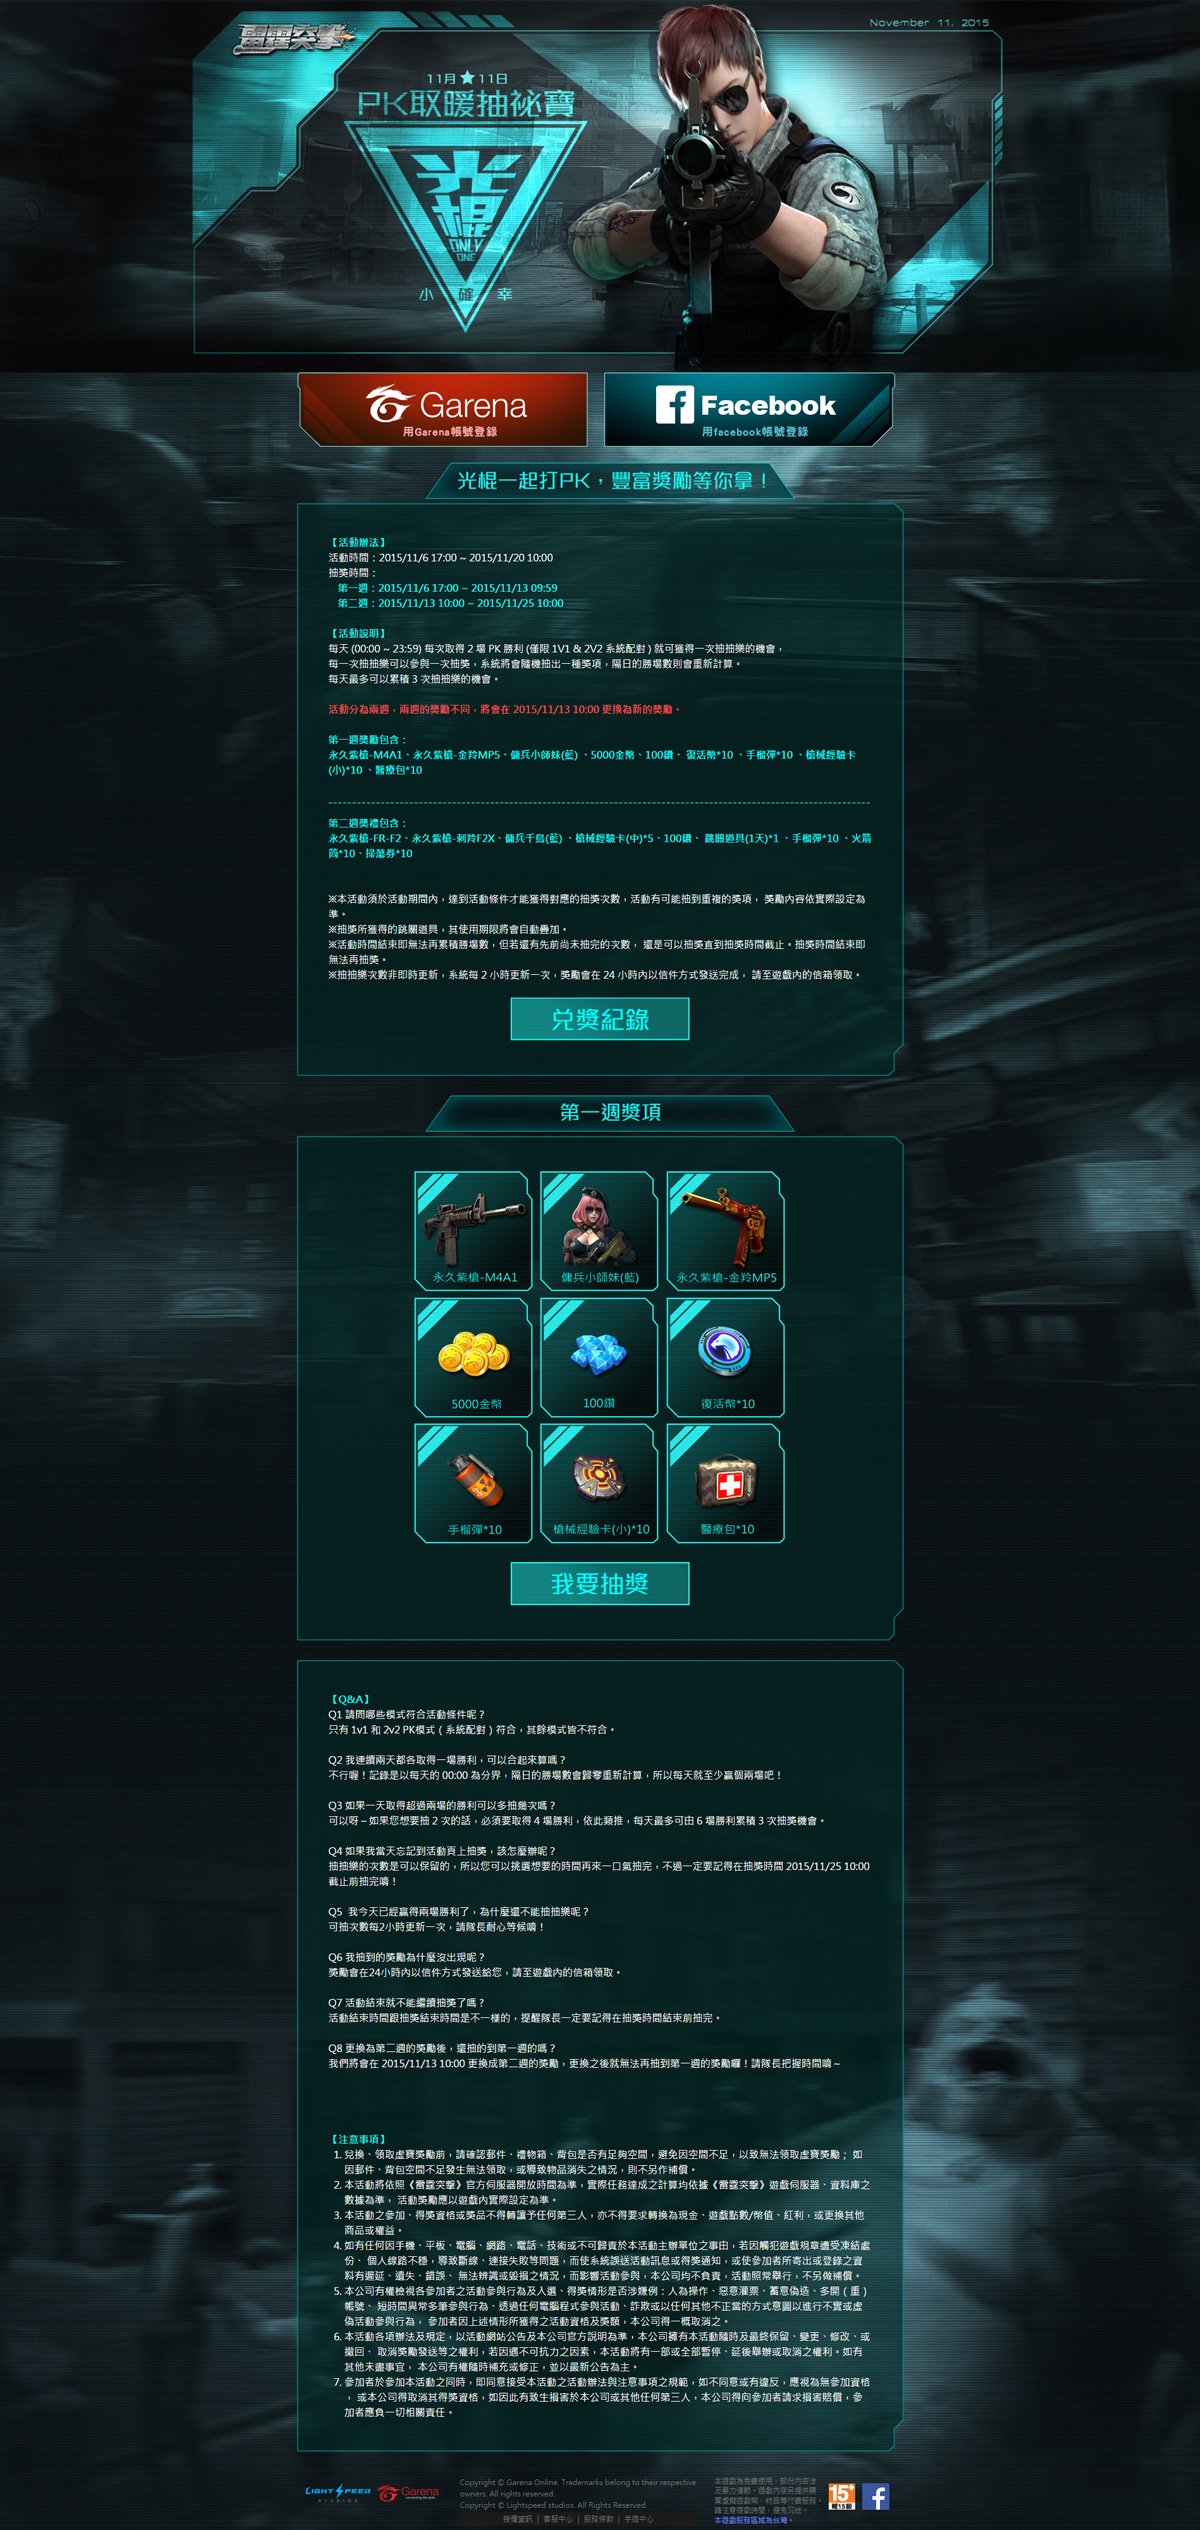 雷霆突擊
November 11, 2015
11月★11日
PK取暖抽祕寶
光棍
ONLY
ONE
小確幸
Garena
用Garena帳號登錄
Facebook
用facebook帳號登錄
光棍一起打PK，豐富獎勵等你拿！
【活動辦法】
活動時間：2015/11/6 17:00 ~ 2015/11/20 10:00
抽獎時間：
第一週：2015/11/6 17:00 ~ 2015/11/13 09:59
第二週：2015/11/13 10:00 ~ 2015/11/25 10:00
【活動說明】
每天 (00:00 ~ 23:59) 每次取得 2 場 PK 勝利 (僅限 1V1 & 2V2 系統配對 ) 就可獲得一次抽抽樂的機會，
每一次抽抽樂可以參與一次抽獎，系統將會隨機抽出一種獎項，隔日的勝場數則會重新計算。
每天最多可以累積 3 次抽抽樂的機會。
活動分為兩週，兩週的獎勵不同，將會在 2015/11/13 10:00 更換為新的獎勵。
第一週獎勵包含：
永久紫槍-M4A1、永久紫槍-金羚MP5、傭兵小師妹(藍) 、5000金幣、100鑽、 復活幣*10 、手榴彈*10 、槍械經驗卡
(小)*10 、醫療包*10
第二週獎禮包含：
永久紫槍-FR-F2、永久紫槍-刺羚F2X、傭兵千鳥(藍) 、槍械經驗卡(中)*5、100鑽、 跳關道具(1天)*1 、手榴彈*10 、火箭
筒*10、掃蕩券*10
※本活動須於活動期間內，達到活動條件才能獲得對應的抽獎次數，活動有可能抽到重複的獎項， 獎勵內容依實際設定為
準。
※抽獎所獲得的跳關道具，其使用期限將會自動疊加。
※活動時間結束即無法再累積勝場數，但若還有先前尚未抽完的次數， 還是可以抽獎直到抽獎時間截止。抽獎時間結束即
無法再抽獎。
※抽抽樂次數非即時更新，系統每 2 小時更新一次，獎勵會在 24 小時內以信件方式發送完成， 請至遊戲內的信箱領取。
兌獎紀錄
第一週獎項
永久紫槍-M4A1
傭兵小師妹(藍)
永久紫槍-金羚MP5
5000金幣
100鑽
復活幣*10
手榴彈*10
槍械經驗卡(小)*10
醫療包*10
我要抽獎
【Q&A】
Q1 請問哪些模式符合活動條件呢？
只有 1v1 和 2v2 PK模式 ( 系統配對 ) 符合，其餘模式皆不符合。
Q2 我連續兩天都各取得一場勝利，可以合起來算嗎？
不行喔！記錄是以每天的 00:00 為分界，隔日的勝場數會歸零重新計算，所以每天就至少贏個兩場吧！
Q3 如果一天取得超過兩場的勝利可以多抽幾次嗎？
可以呀～如果您想要抽 2 次的話，必須要取得 4 場勝利，依此類推，每天最多可由 6 場勝利累積 3 次抽獎機會。
Q4 如果我當天忘記到活動頁上抽獎，該怎麼辦呢？
抽抽樂的次數是可以保留的，所以您可以挑選想要的時間再來一口氣抽完，不過一定要記得在抽獎時間 2015/11/25 10:00
截止前抽完唷！
Q5 我今天已經贏得兩場勝利了，為什麼還不能抽抽樂呢？
可抽次數每2小時更新一次，請隊長耐心等候唷！
Q6 我抽到的獎勵為什麼沒出現呢？
獎勵會在24小時內以信件方式發送給您，請至遊戲內的信箱領取。
Q7 活動結束就不能繼續抽獎了嗎？
活動結束時間跟抽獎結束時間是不一樣的，提醒隊長一定要記得在抽獎時間結束前抽完。
Q8 更換為第二週的獎勵後，還抽的到第一週的嗎？
我們將會在 2015/11/13 10:00 更換成第二週的獎勵，更換之後就無法再抽到第一週的獎勵囉！請隊長把握時間唷～
【注意事項】
1. 兌換、領取虛寶獎勵前，請確認郵件、禮物箱、背包是否有足夠空間，避免因空間不足，以致無法領取虛寶獎勵； 如
因郵件、背包空間不足發生無法領取，或導致物品消失之情況，則不另作補償。
2. 本活動將依照《雷霆突擊》官方伺服器開放時間為準，實際任務達成之計算均依據《雷霆突擊》遊戲伺服器、資料庫之
數據為準， 活動獎勵應以遊戲內實際設定為準。
3. 本活動之參加、得獎資格或獎品不得轉讓予任何第三人，亦不得要求轉換為現金、遊戲點數/幣值、紅利，或更換其他
商品或權益。
4. 如有任何因手機、平板、電腦、網路、電話、技術或不可歸責於本活動主辦單位之事由，若因觸犯遊戲規章遭受凍結處
份、 個人線路不穩，導致斷線、連接失敗等問題，而使系統誤送活動訊息或得獎通知，或使參加者所寄出或登錄之資
料有遲延、遺失、錯誤、 無法辨識或毀損之情況，而影響活動參與，本公司均不負責，活動照常舉行，不另做補償。
5. 本公司有權檢視各參加者之活動參與行為及入選、得獎情形是否涉嫌例：人為操作、惡意灌票、蓄意偽造、多開（重）
帳號、 短時間異常多筆參與行為、透過任何電腦程式參與活動、詐欺或以任何其他不正當的方式意圖以進行不實或虛
偽活動參與行為， 參加者因上述情形所獲得之活動資格及獎額，本公司得一概取消之。
6. 本活動各項辦法及規定，以活動網站公告及本公司官方說明為準，本公司擁有本活動隨時及最終保留、變更、修改、或
撤回、 取消獎勵發送等之權利，若因遇不可抗力之因素，本活動將有一部或全部暫停、延後舉辦或取消之權利。如有
其他未盡事宜， 本公司有權隨時補充或修正，並以最新公告為主。
7. 參加者於參加本活動之同時，即同意接受本活動之活動辦法與注意事項之規範，如不同意或有違反，應視為無參加資格
， 或本公司得取消其得獎資格，如因此有致生損害於本公司或其他任何第三人，本公司得向參加者請求損害賠償，參
加者應負一切相關責任。
LIGHTSPEED
STUDIOS
Garena
Copyright © Garena Online. Trademarks belong to their respective
owners. All rights reserved.
Copyright © Lightspeed studios. All Rights Reserved.
授權資訊 | 客服中心 | 服務條款 | 手遊中心
本遊戲為免費使用，部份內容涉
及暴力情節。遊戲內容另提供購
買虛擬遊戲幣、物品等付費服務。
請注意遊戲時間，避免沉迷。
本遊戲服務區域為台灣。
15+
輔15級